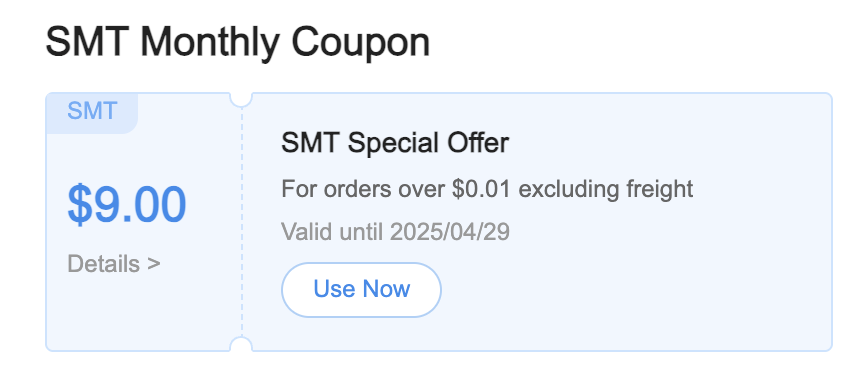 SMT Monthly Coupon
SMT
$9.00
Details >
SMT Special Offer
For orders over $0.01 excluding freight
Valid until 2025/04/29
Use Now